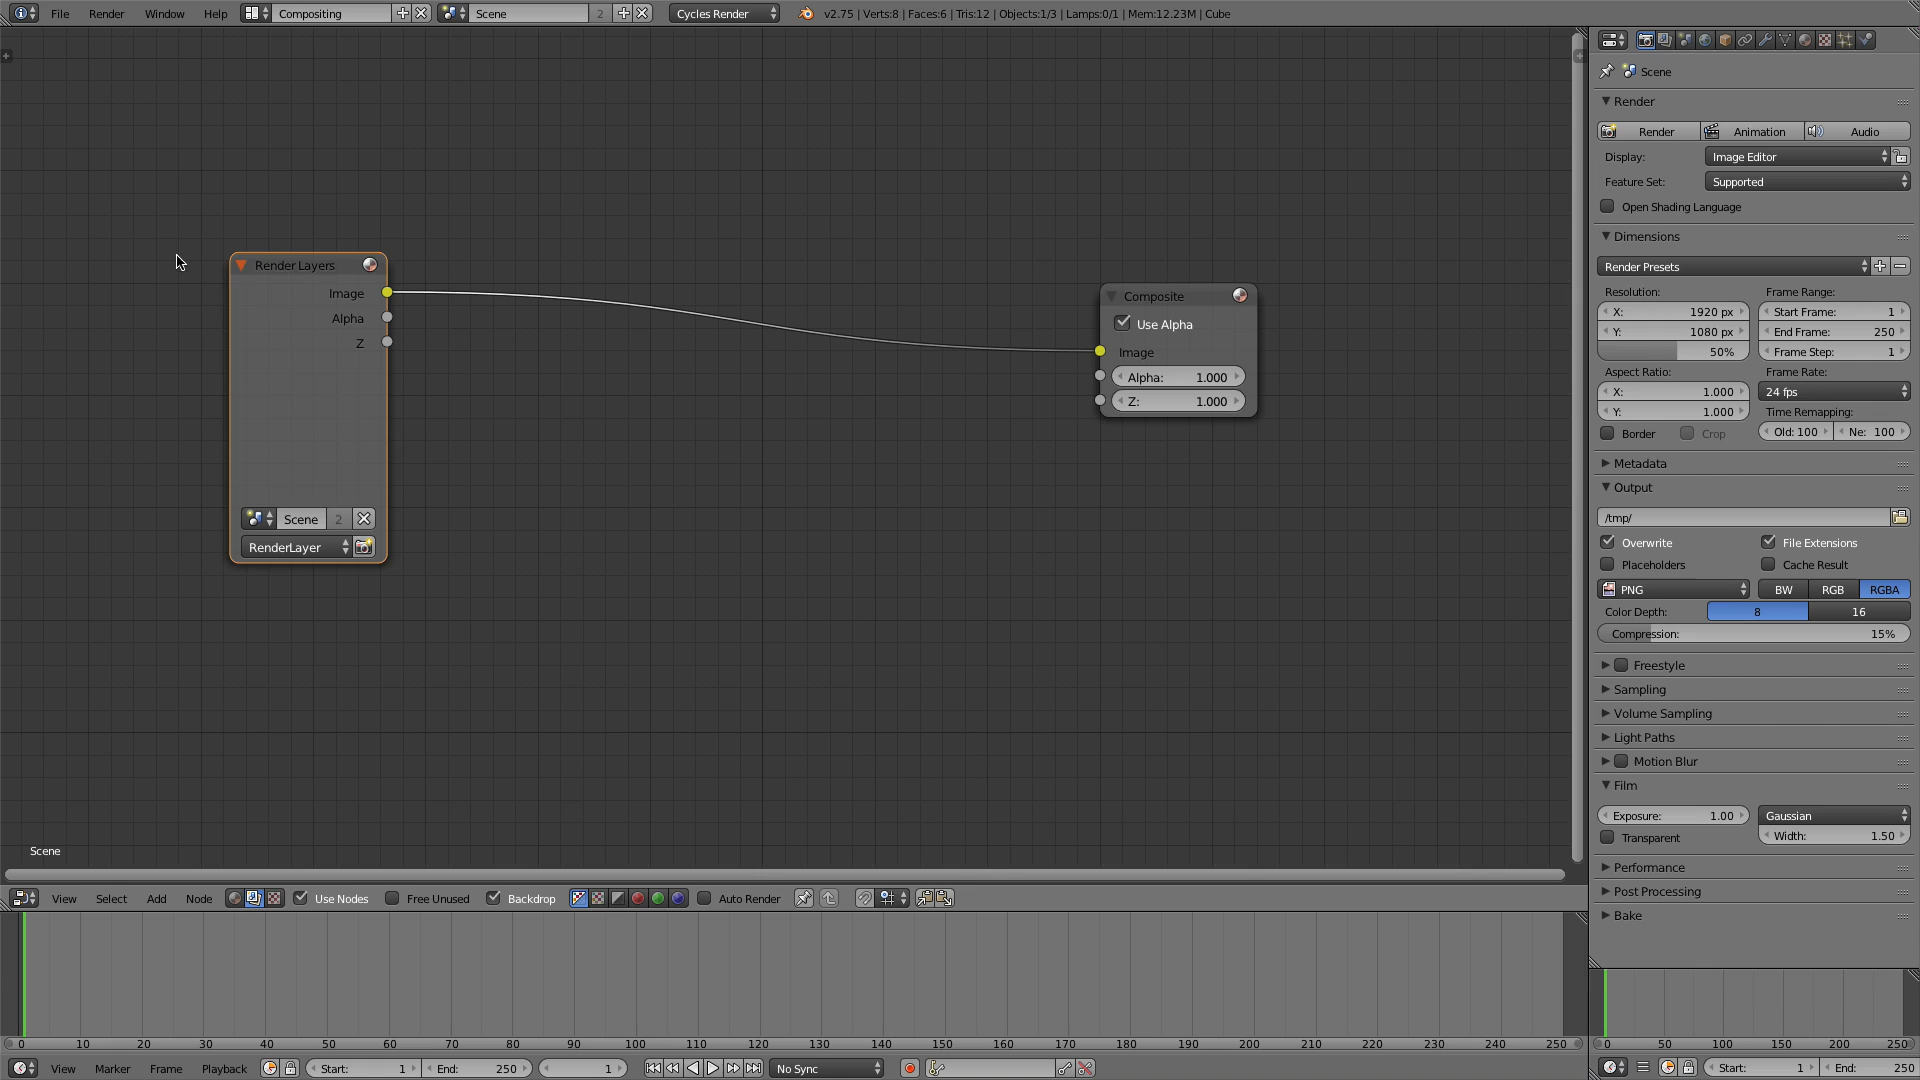 File Render Window Help Compositing Scene 2 Cycles Render v2.75 | Verts:8 | Faces:6 | Tris:12 | Objects:1/3 | Lamps:0/1 | Mem:12.23M | Cube
Scene
Render
Render Animation Audio
Display: Image Editor
Feature Set: Supported
Open Shading Language
Dimensions
Render Presets
Resolution: Frame Range:
X: 1920 px Start Frame: 1
Y: 1080 px End Frame: 250
50% Frame Step: 1
Aspect Ratio: Frame Rate:
X: 1.000 24 fps
Y: 1.000 Time Remapping:
Border Crop Old: 100 Ne: 100
Metadata
Output
/tmp/
Overwrite File Extensions
Placeholders Cache Result
PNG BW RGB RGBA
Color Depth: 8 16
Compression: 15%
Freestyle
Sampling
Volume Sampling
Light Paths
Motion Blur
Film
Exposure: 1.00 Gaussian
Transparent Width: 1.50
Performance
Post Processing
Bake
Render Layers
Image
Alpha
Z
Scene 2
RenderLayer
Composite
Use Alpha
Image
Alpha: 1.000
Z: 1.000
Scene
View Select Add Node Use Nodes Free Unused Backdrop Auto Render
0 10 20 30 40 50 60 70 80 90 100 110 120 130 140 150 160 170 180 190 200 210 220 230 240 250
View Marker Frame Playback Start: 1 End: 250 1 No Sync
0 50 100 150 200 250
Start: 1 End: 250